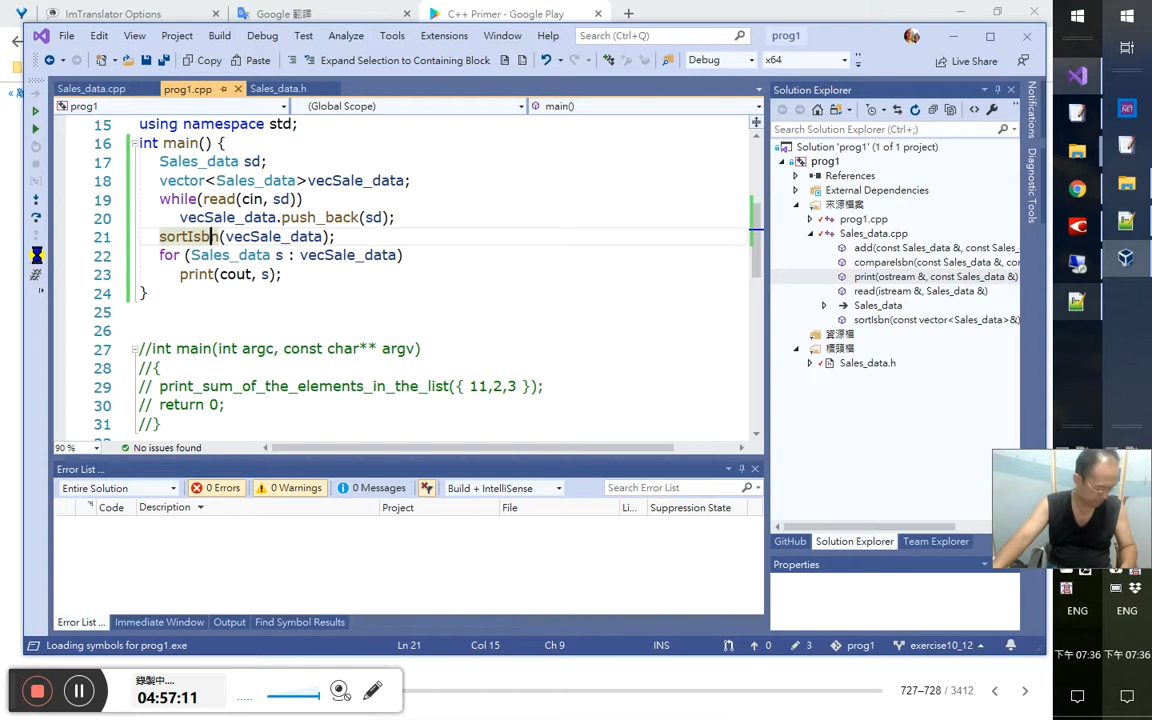 ImTranslator Options
Google 翻譯
C++ Primer - Google Play
File Edit View Project Build Debug Test Analyze Tools Extensions Window Help Search (Ctrl+Q) prog1
Copy Paste Expand Selection to Containing Block Debug x64 Live Share
Sales_data.cpp prog1.cpp Sales_data.h
prog1 (Global Scope) main()
15 using namespace std;
16 int main() {
17 Sales_data sd;
18 vector<Sales_data>vecSale_data;
19 while(read(cin, sd))
20 vecSale_data.push_back(sd);
21 sortIsbn(vecSale_data);
22 for (Sales_data s : vecSale_data)
23 print(cout, s);
24 }
25
26
27 //int main(int argc, const char** argv)
28 //{
29 // print_sum_of_the_elements_in_the_list({ 11,2,3 });
30 // return 0;
31 //}
90 % No issues found
Error List ...
Entire Solution 0 Errors 0 Warnings 0 Messages Build + IntelliSense Search Error List
Code Description Project File Li... Suppression State
Error List ... Immediate Window Output Find Symbol Results
Solution Explorer
Search Solution Explorer (Ctrl+;)
Solution 'prog1' (1 of 1 project)
prog1
References
External Dependencies
來源檔案
prog1.cpp
Sales_data.cpp
add(const Sales_data &, const Sales_
compareIsbn(const Sales_data &, co
print(ostream &, const Sales_data &)
read(istream &, Sales_data &)
Sales_data
sortIsbn(const vector<Sales_data>&)
資源檔
標頭檔
Sales_data.h
GitHub Solution Explorer Team Explorer
Properties
Notifications
Diagnostic Tools
Loading symbols for prog1.exe Ln 21 Col 15 Ch 9 INS 0 3 prog1 exercise10_12
錄製中....
04:57:11
727–728 / 3412
ENG ENG
下午 07:36 下午 07:36